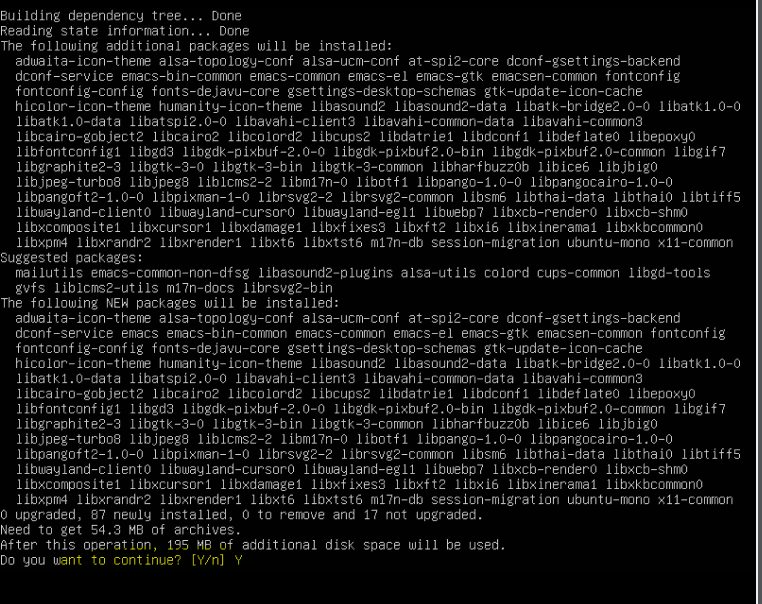 Building dependency tree... Done
Reading state information... Done
The following additional packages will be installed:
adwaita-icon-theme alsa-topology-conf alsa-ucm-conf at-spi2-core dconf-gsettings-backend
dconf-service emacs-bin-common emacs-common emacs-el emacs-gtk emacsen-common fontconfig
fontconfig-config fonts-dejavu-core gsettings-desktop-schemas gtk-update-icon-cache
hicolor-icon-theme humanity-icon-theme libasound2 libasound2-data libatk-bridge2.0-0 libatk1.0-0
libatk1.0-data libatspi2.0-0 libavahi-client3 libavahi-common-data libavahi-common3
libcairo-gobject2 libcairo2 libcolord2 libcups2 libdatrie1 libdconf1 libdeflate0 libepoxy0
libfontconfig1 libgd3 libgdk-pixbuf-2.0-0 libgdk-pixbuf2.0-bin libgdk-pixbuf2.0-common libgif7
libgraphite2-3 libgtk-3-0 libgtk-3-bin libgtk-3-common libharfbuzz0b libice6 libjbig0
libjpeg-turbo8 libjpeg8 liblcms2-2 libm17n-0 libotf1 libpango-1.0-0 libpangocairo-1.0-0
libpangoft2-1.0-0 libpixman-1-0 librsvg2-2 librsvg2-common libsm6 libthai-data libthai0 libtiff5
libwayland-client0 libwayland-cursor0 libwayland-egl1 libwebp7 libxcb-render0 libxcb-shm0
libxcomposite1 libxcursor1 libxdamage1 libxfixes3 libxft2 libxi6 libxinerama1 libxkbcommon0
libxpm4 libxrandr2 libxrender1 libxt6 libxtst6 m17n-db session-migration ubuntu-mono x11-common
Suggested packages:
mailutils emacs-common-non-dfsg libasound2-plugins alsa-utils colord cups-common libgd-tools
gvfs liblcms2-utils m17n-docs librsvg2-bin
The following NEW packages will be installed:
adwaita-icon-theme alsa-topology-conf alsa-ucm-conf at-spi2-core dconf-gsettings-backend
dconf-service emacs emacs-bin-common emacs-common emacs-el emacs-gtk emacsen-common fontconfig
fontconfig-config fonts-dejavu-core gsettings-desktop-schemas gtk-update-icon-cache
hicolor-icon-theme humanity-icon-theme libasound2 libasound2-data libatk-bridge2.0-0 libatk1.0-0
libatk1.0-data libatspi2.0-0 libavahi-client3 libavahi-common-data libavahi-common3
libcairo-gobject2 libcairo2 libcolord2 libcups2 libdatrie1 libdconf1 libdeflate0 libepoxy0
libfontconfig1 libgd3 libgdk-pixbuf-2.0-0 libgdk-pixbuf2.0-bin libgdk-pixbuf2.0-common libgif7
libgraphite2-3 libgtk-3-0 libgtk-3-bin libgtk-3-common libharfbuzz0b libice6 libjbig0
libjpeg-turbo8 libjpeg8 liblcms2-2 libm17n-0 libotf1 libpango-1.0-0 libpangocairo-1.0-0
libpangoft2-1.0-0 libpixman-1-0 librsvg2-2 librsvg2-common libsm6 libthai-data libthai0 libtiff5
libwayland-client0 libwayland-cursor0 libwayland-egl1 libwebp7 libxcb-render0 libxcb-shm0
libxcomposite1 libxcursor1 libxdamage1 libxfixes3 libxft2 libxi6 libxinerama1 libxkbcommon0
libxpm4 libxrandr2 libxrender1 libxt6 libxtst6 m17n-db session-migration ubuntu-mono x11-common
0 upgraded, 87 newly installed, 0 to remove and 17 not upgraded.
Need to get 54.3 MB of archives.
After this operation, 195 MB of additional disk space will be used.
Do you want to continue? [Y/n] Y